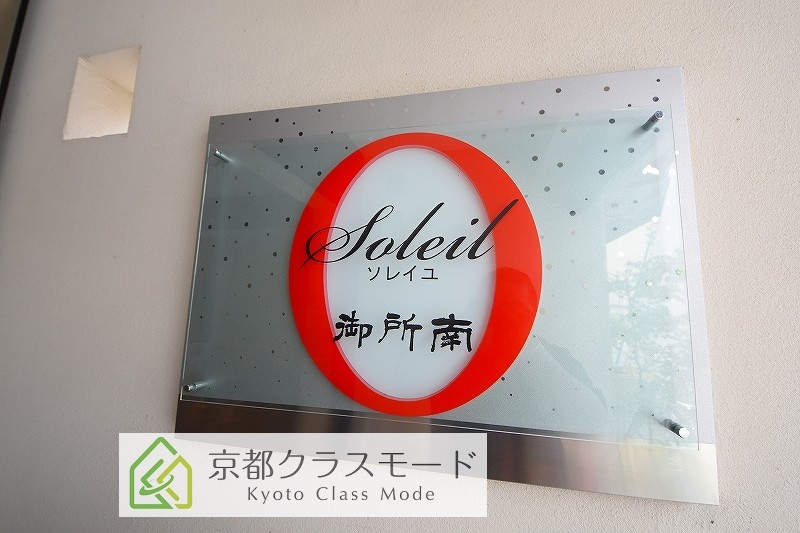 Soleil
ソレイユ
御所南
京都クラスモード
Kyoto Class Mode